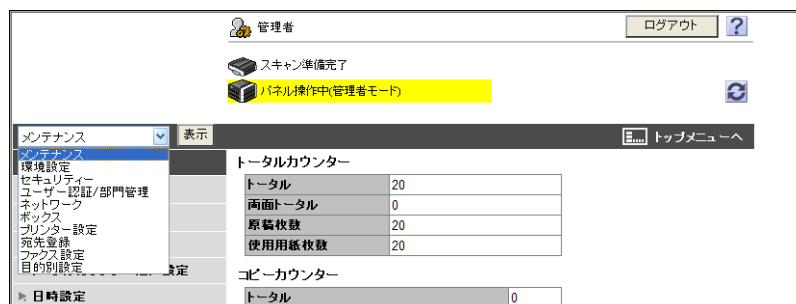 管理者
ログアウト
?
スキャン準備完了
パネル操作中(管理者モード)
メンテナンス
表示
トップメニューへ
メンテナンス
環境設定
セキュリティー
ユーザー認証/部門管理
ネットワーク
ボックス
プリンター設定
宛先登録
ファクス設定
目的別設定
設定
日時設定
トータルカウンター
トータル 20
両面トータル 0
原稿枚数 20
使用用紙枚数 20
コピーカウンター
トータル 0